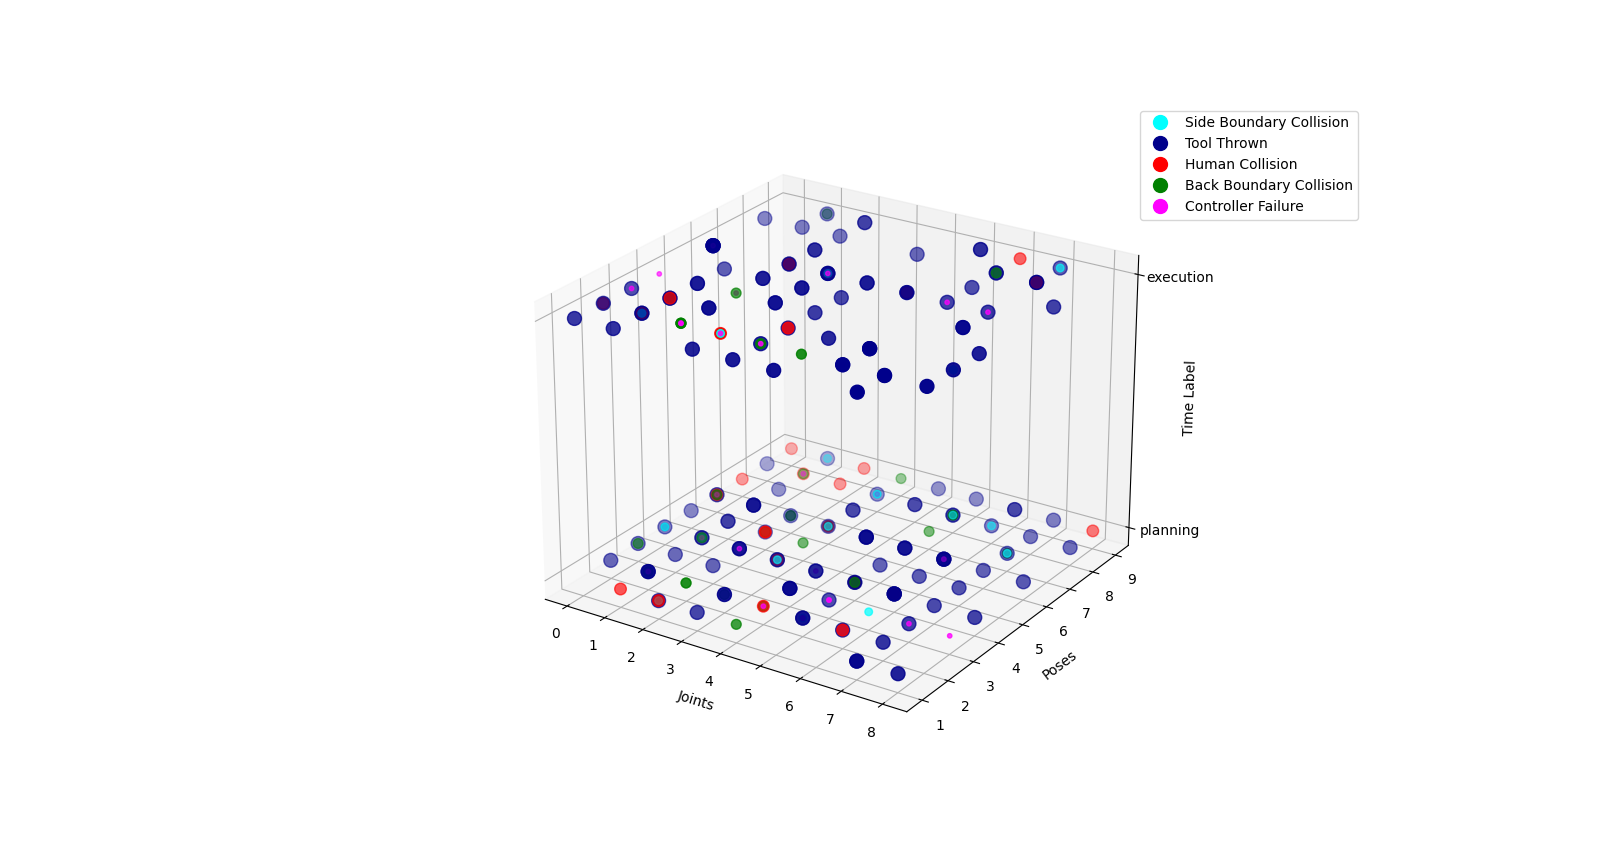 Side Boundary Collision
Tool Thrown
Human Collision
Back Boundary Collision
Controller Failure
execution
Time Label
planning
9
8
7
6
5
4
3
2
1
Poses
0
1
2
3
4
5
6
7
8
Joints